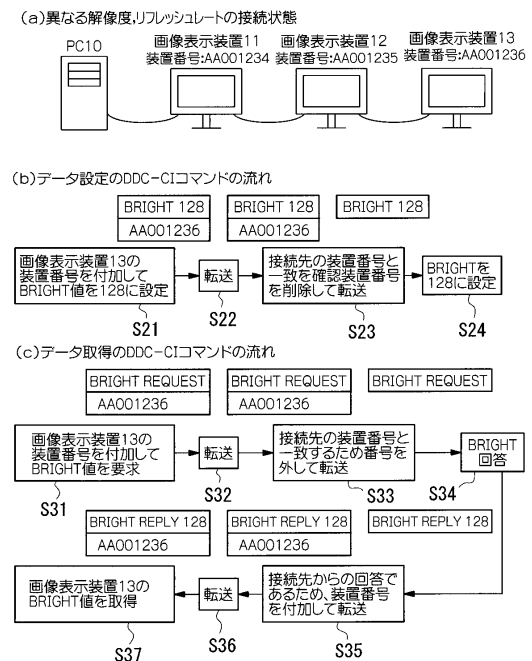 (a)異なる解像度,リフレッシュレートの接続状態
PC10
画像表示装置11
装置番号:AA001234
画像表示装置12
装置番号:AA001235
画像表示装置13
装置番号:AA001236
(b)データ設定のDDC-CIコマンドの流れ
BRIGHT 128
AA001236
BRIGHT 128
AA001236
BRIGHT 128
画像表示装置13の
装置番号を付加して
BRIGHT値を128に設定
転送
接続先の装置番号と
一致を確認装置番号
を削除して転送
BRIGHTを
128に設定
S21
S22
S23
S24
(c)データ取得のDDC-CIコマンドの流れ
BRIGHT REQUEST
AA001236
BRIGHT REQUEST
AA001236
BRIGHT REQUEST
画像表示装置13の
装置番号を付加して
BRIGHT値を要求
転送
接続先の装置番号と
一致するため番号を
外して転送
BRIGHT
回答
S31
S32
S33
S34
BRIGHT REPLY 128
AA001236
BRIGHT REPLY 128
AA001236
BRIGHT REPLY 128
画像表示装置13の
BRIGHT値を取得
転送
接続先からの回答で
あるため、装置番号
を付加して転送
S37
S36
S35